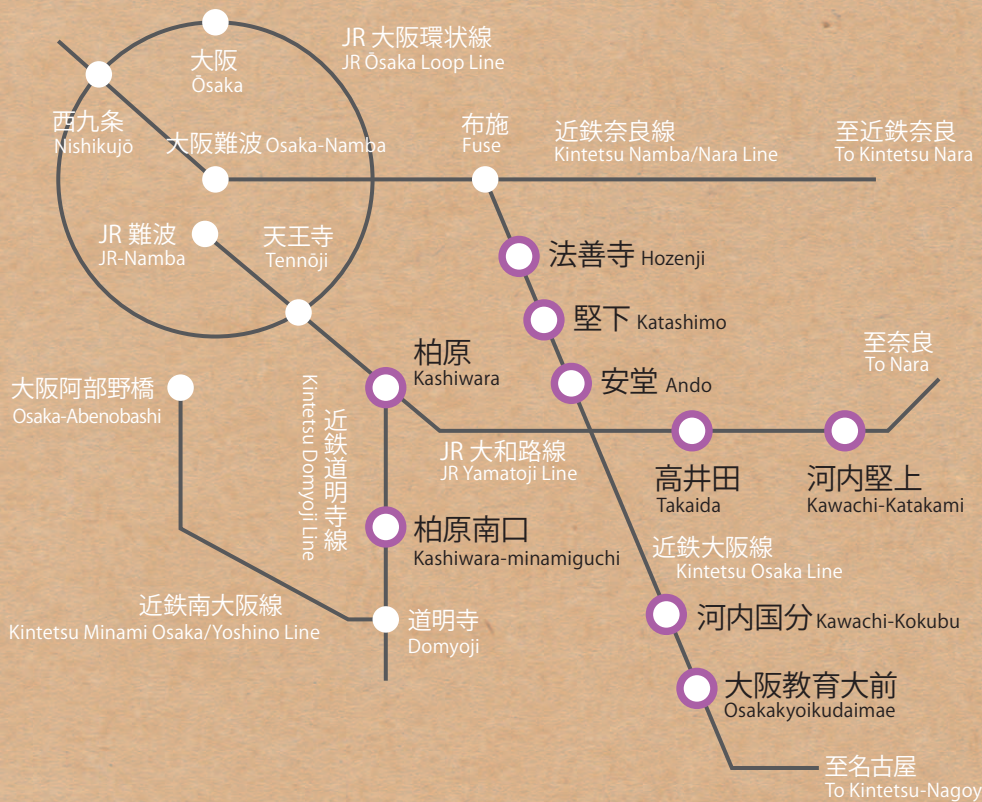 JR 大阪環状線
JR Ōsaka Loop Line
大阪
Ōsaka
西九条
Nishikujō
大阪難波 Osaka-Namba
布施
Fuse
近鉄奈良線
Kintetsu Namba/Nara Line
至近鉄奈良
To Kintetsu Nara
JR 難波
JR-Namba
天王寺
Tennōji
法善寺 Hozenji
堅下 Katashimo
安堂 Ando
柏原
Kashiwara
至奈良
To Nara
大阪阿部野橋
Osaka-Abenobashi
近鉄道明寺線
Kintetsu Domyoji Line
JR 大和路線
JR Yamatoji Line
高井田
Takaida
河内堅上
Kawachi-Katakami
柏原南口
Kashiwara-minamiguchi
近鉄大阪線
Kintetsu Osaka Line
近鉄南大阪線
Kintetsu Minami Osaka/Yoshino Line
道明寺
Domyoji
河内国分 Kawachi-Kokubu
大阪教育大前
Osakakyoikudaimae
至名古屋
To Kintetsu-Nagoy